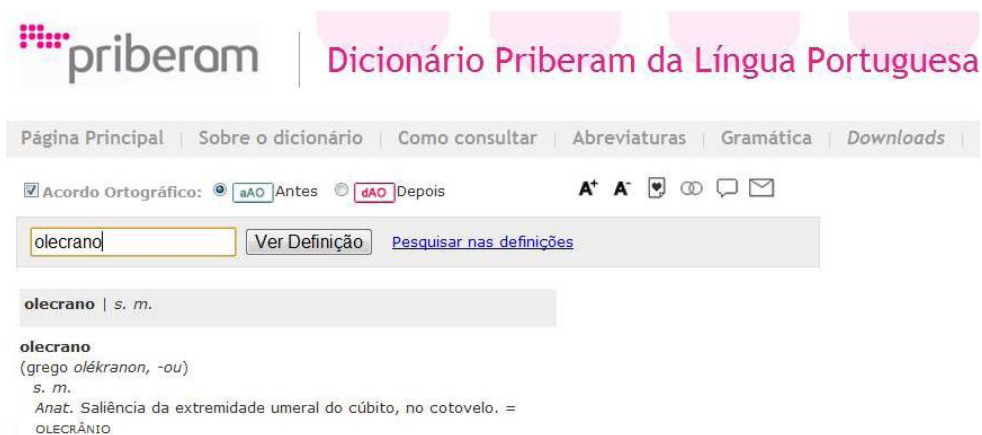 priberam
Dicionário Priberam da Língua Portuguesa
Página Principal | Sobre o dicionário | Como consultar | Abreviaturas | Gramática | Downloads |
Acordo Ortográfico: aAO Antes dAO Depois A+ A-
olecrano Ver Definição Pesquisar nas definições
olecrano | s. m.
olecrano
(grego olékranon, -ou)
s. m.
Anat. Saliência da extremidade umeral do cúbito, no cotovelo. =
OLECRÂNIO